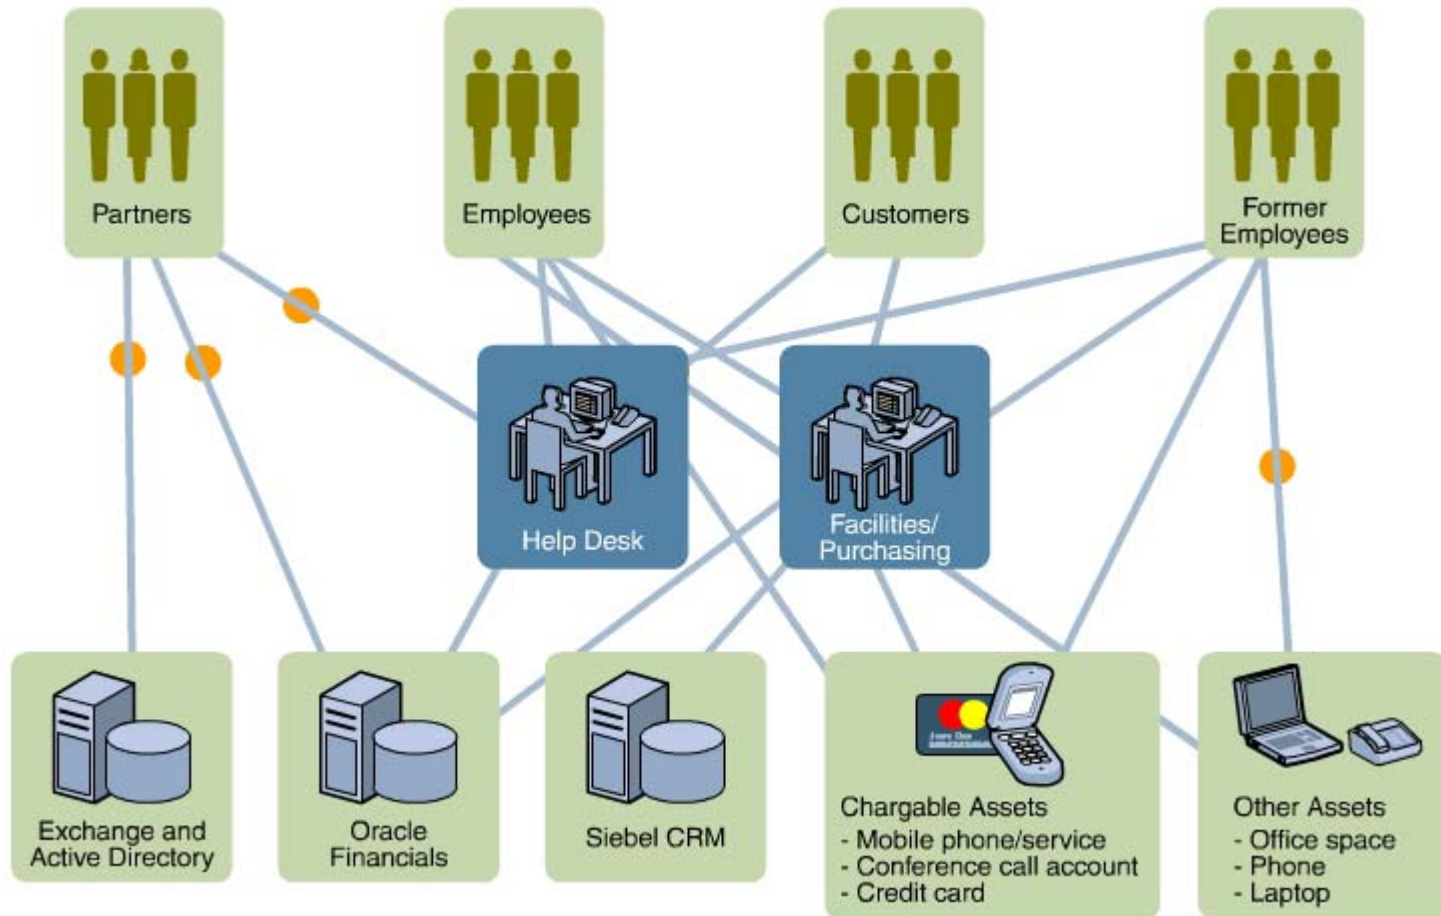 Partners
Employees
Customers
Former
Employees
Help Desk
Facilities/
Purchasing
Exchange and
Active Directory
Oracle
Financials
Siebel CRM
Chargable Assets
- Mobile phone/service
- Conference call account
- Credit card
Other Assets
- Office space
- Phone
- Laptop